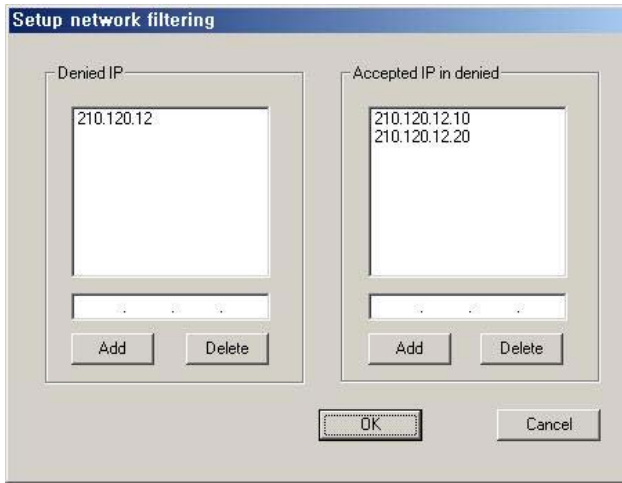 Setup network filtering
Denied IP
210.120.12
Add
Delete
Accepted IP in denied
210.120.12.10
210.120.12.20
Add
Delete
OK
Cancel